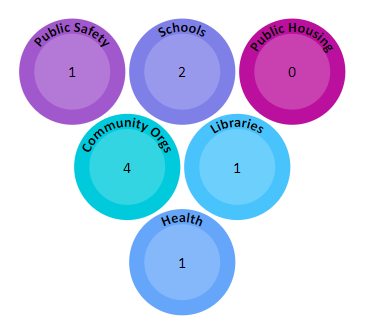 Public Safety
1
Schools
2
Public Housing
0
Community Orgs
4
Libraries
1
Health
1